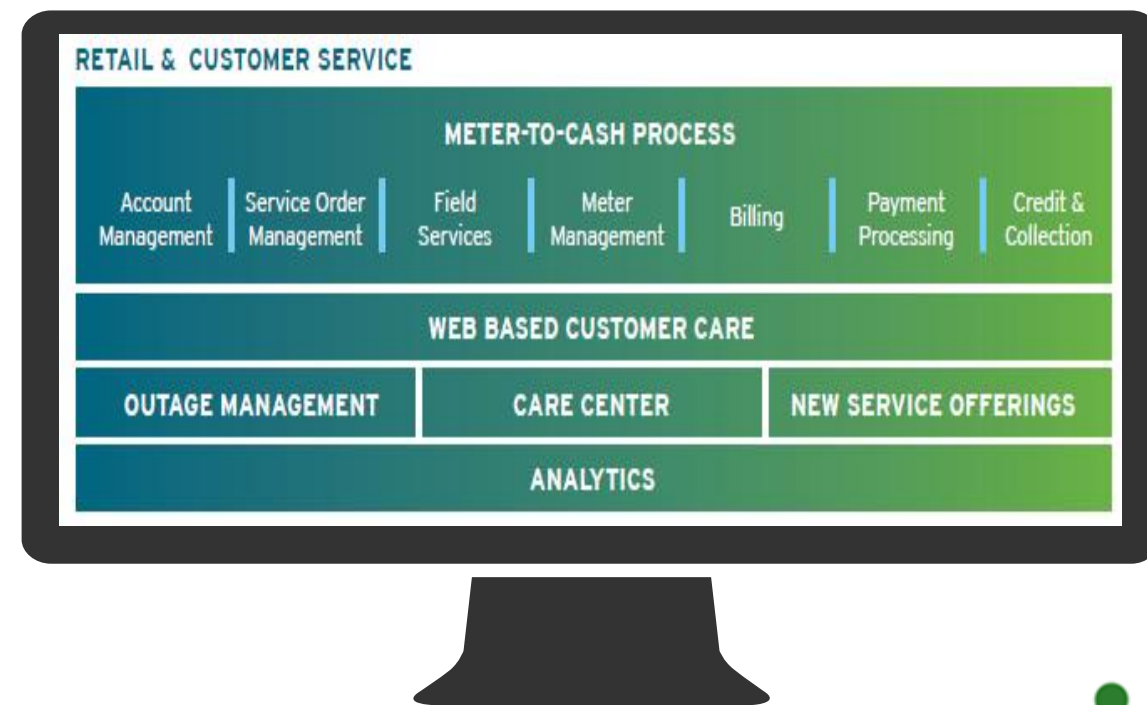 RETAIL & CUSTOMER SERVICE
METER-TO-CASH PROCESS
Account Management
Service Order Management
Field Services
Meter Management
Billing
Payment Processing
Credit & Collection
WEB BASED CUSTOMER CARE
OUTAGE MANAGEMENT
CARE CENTER
NEW SERVICE OFFERINGS
ANALYTICS